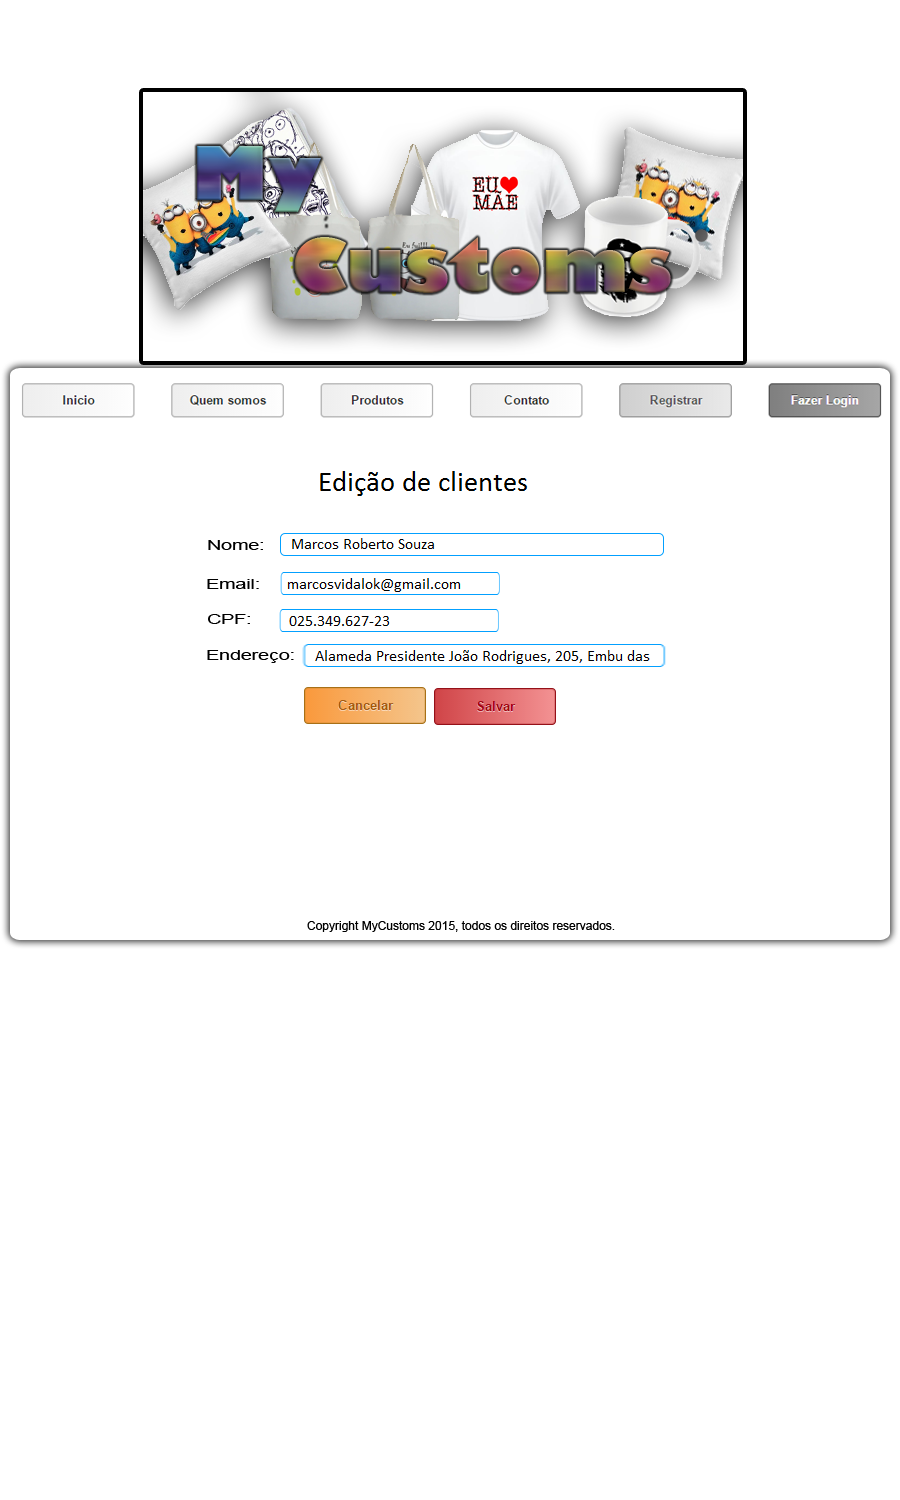 My
Customs
EU
MÃE
Eu fui!!!
Inicio
Quem somos
Produtos
Contato
Registrar
Fazer Login
Edição de clientes
Nome: Marcos Roberto Souza
Email: marcosvidalok@gmail.com
CPF: 025.349.627-23
Endereço: Alameda Presidente João Rodrigues, 205, Embu das
Cancelar Salvar
Copyright MyCustoms 2015, todos os direitos reservados.